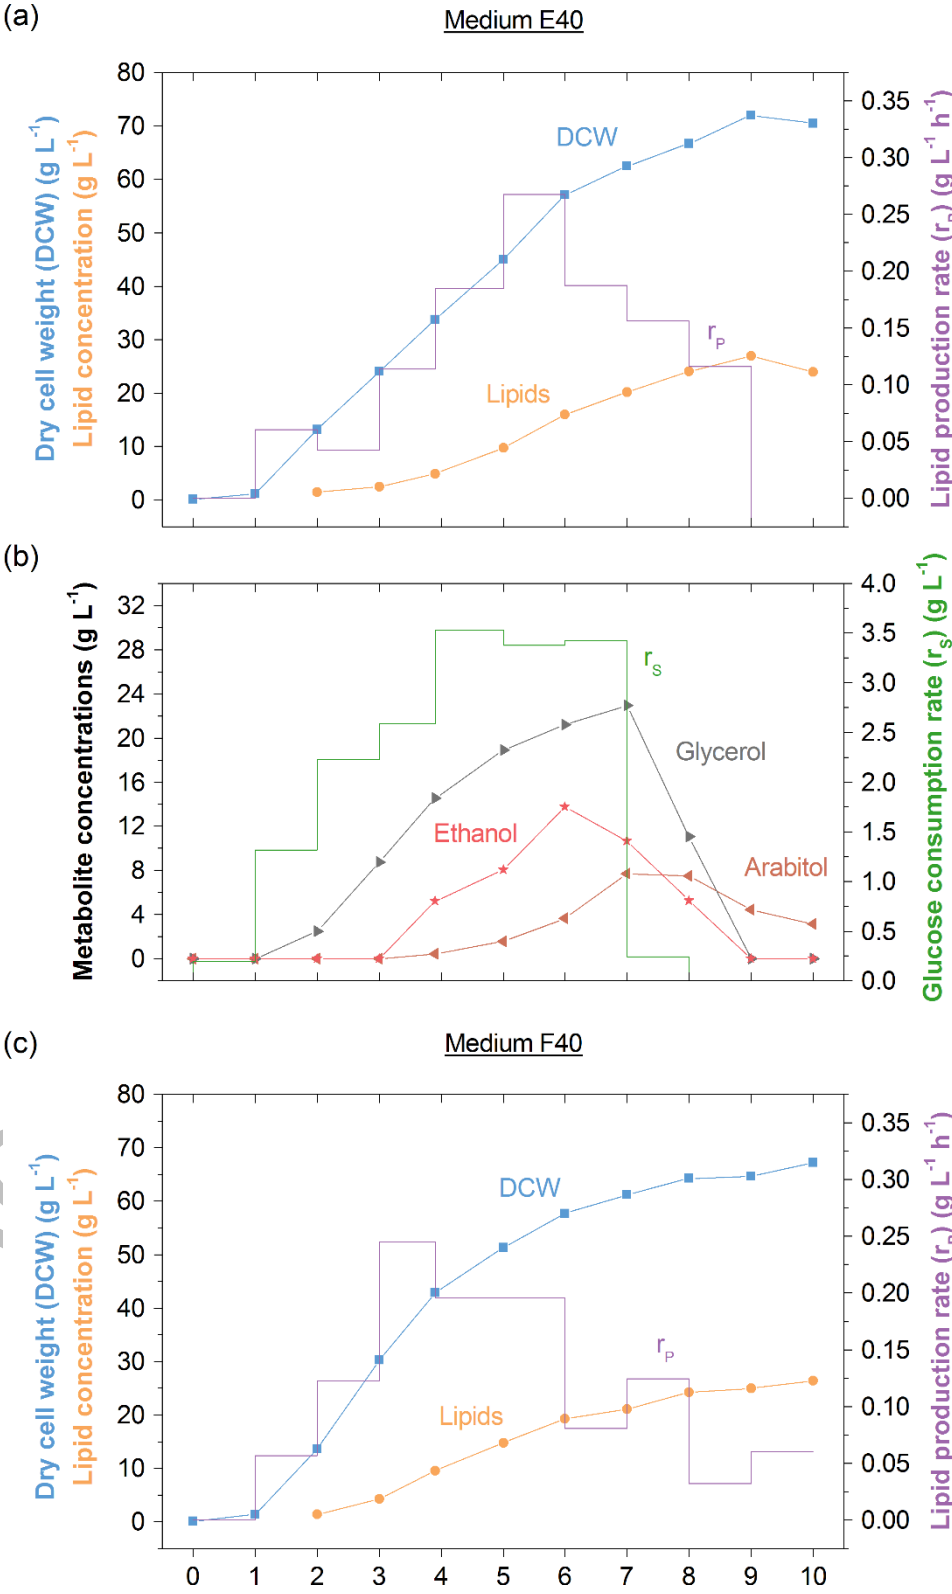 (a)
Medium E40
Dry cell weight (DCW) (g L⁻¹)
Lipid concentration (g L⁻¹)
80
70
60
50
40
30
20
10
0
DCW
Lipids
rₚ
0.35
0.30
0.25
0.20
0.15
0.10
0.05
0.00
Lipid production rate (rₚ) (g L⁻¹ h⁻¹)
(b)
Metabolite concentrations (g L⁻¹)
32
28
24
20
16
12
8
4
0
rₛ
Glycerol
Ethanol
Arabitol
4.0
3.5
3.0
2.5
2.0
1.5
1.0
0.5
0.0
Glucose consumption rate (rₛ) (g L⁻¹)
(c)
Medium F40
Dry cell weight (DCW) (g L⁻¹)
Lipid concentration (g L⁻¹)
80
70
60
50
40
30
20
10
0
DCW
Lipids
rₚ
0.35
0.30
0.25
0.20
0.15
0.10
0.05
0.00
Lipid production rate (rₚ) (g L⁻¹ h⁻¹)
0 1 2 3 4 5 6 7 8 9 10